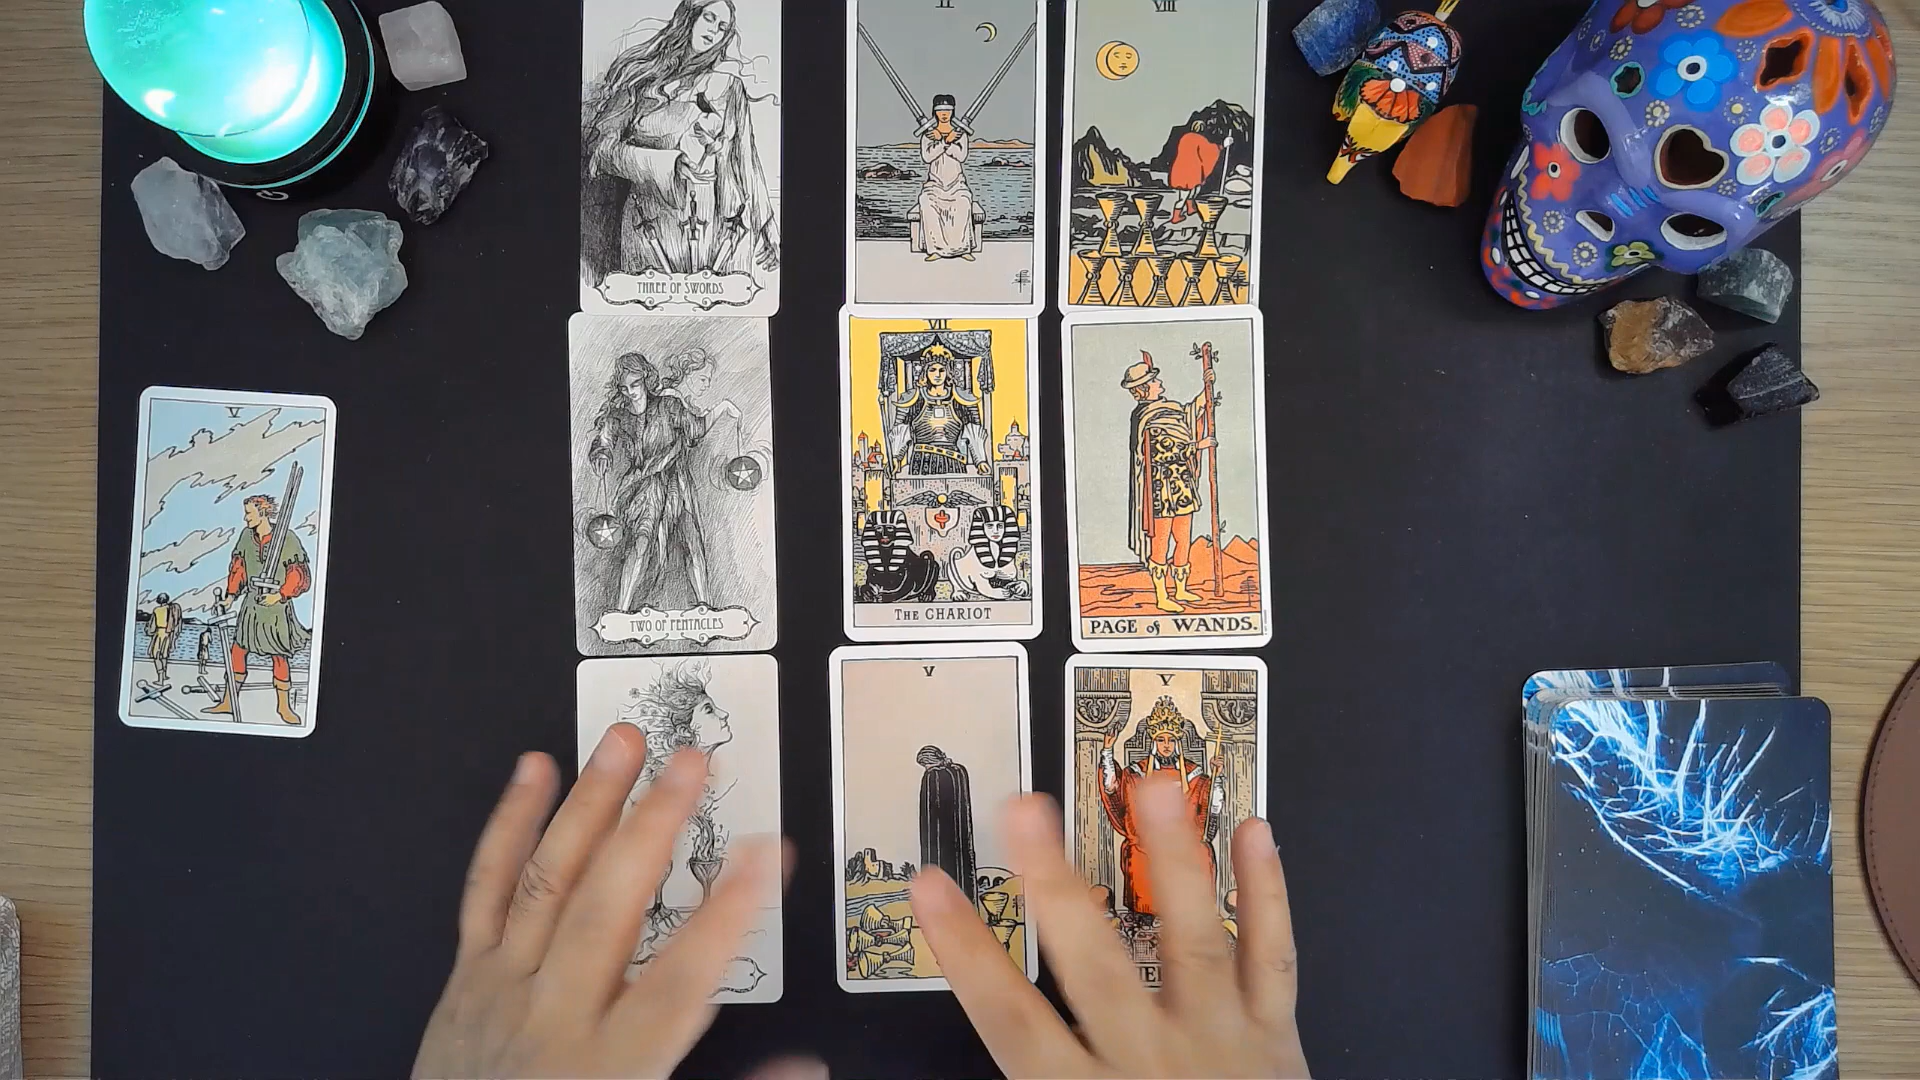 II
VIII
THREE OF SWORDS
VII
V
TWO OF PENTACLES
THE CHARIOT
PAGE of WANDS.
V
V